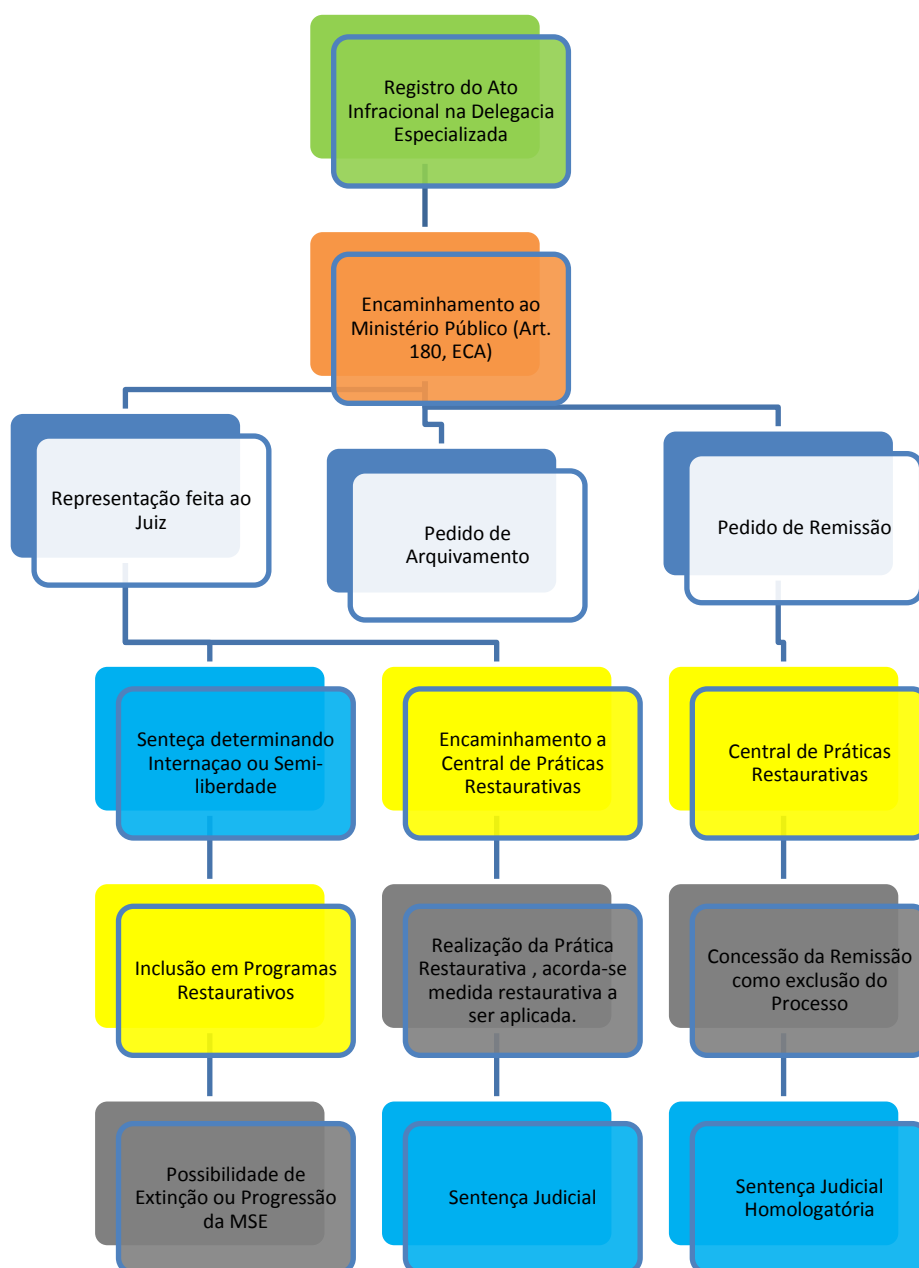 Registro do Ato
Infracional na Delegacia
Especializada
Encaminhamento ao
Ministério Público (Art.
180, ECA)
Representação feita ao
Juiz
Pedido de
Arquivamento
Pedido de Remissão
Senteça determinando
Internaçao ou Semi-
liberdade
Encaminhamento a
Central de Práticas
Restaurativas
Central de Práticas
Restaurativas
Inclusão em Programas
Restaurativos
Realização da Prática
Restaurativa , acorda-se
medida restaurativa a
ser aplicada.
Concessão da Remissão
como exclusão do
Processo
Possibilidade de
Extinção ou Progressão
da MSE
Sentença Judicial
Sentença Judicial
Homologatória